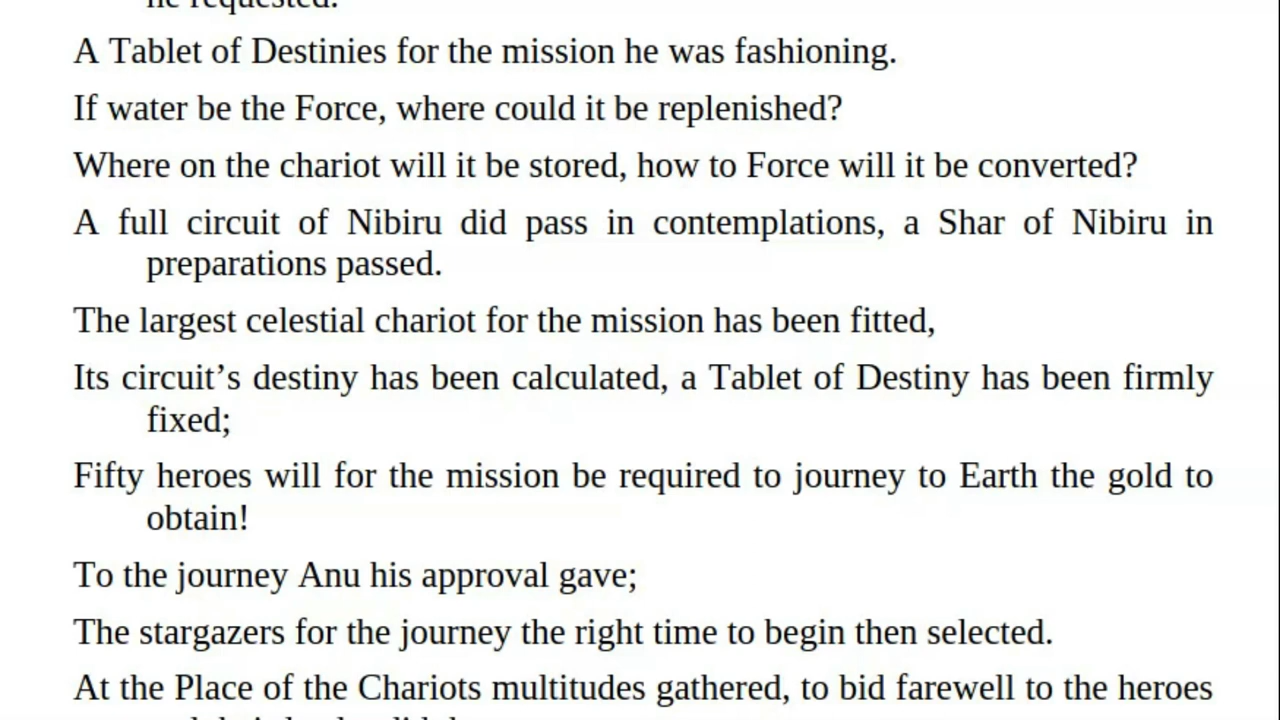 he requested.
A Tablet of Destinies for the mission he was fashioning.
If water be the Force, where could it be replenished?
Where on the chariot will it be stored, how to Force will it be converted?
A full circuit of Nibiru did pass in contemplations, a Shar of Nibiru in
preparations passed.
The largest celestial chariot for the mission has been fitted,
Its circuit’s destiny has been calculated, a Tablet of Destiny has been firmly
fixed;
Fifty heroes will for the mission be required to journey to Earth the gold to
obtain!
To the journey Anu his approval gave;
The stargazers for the journey the right time to begin then selected.
At the Place of the Chariots multitudes gathered, to bid farewell to the heroes